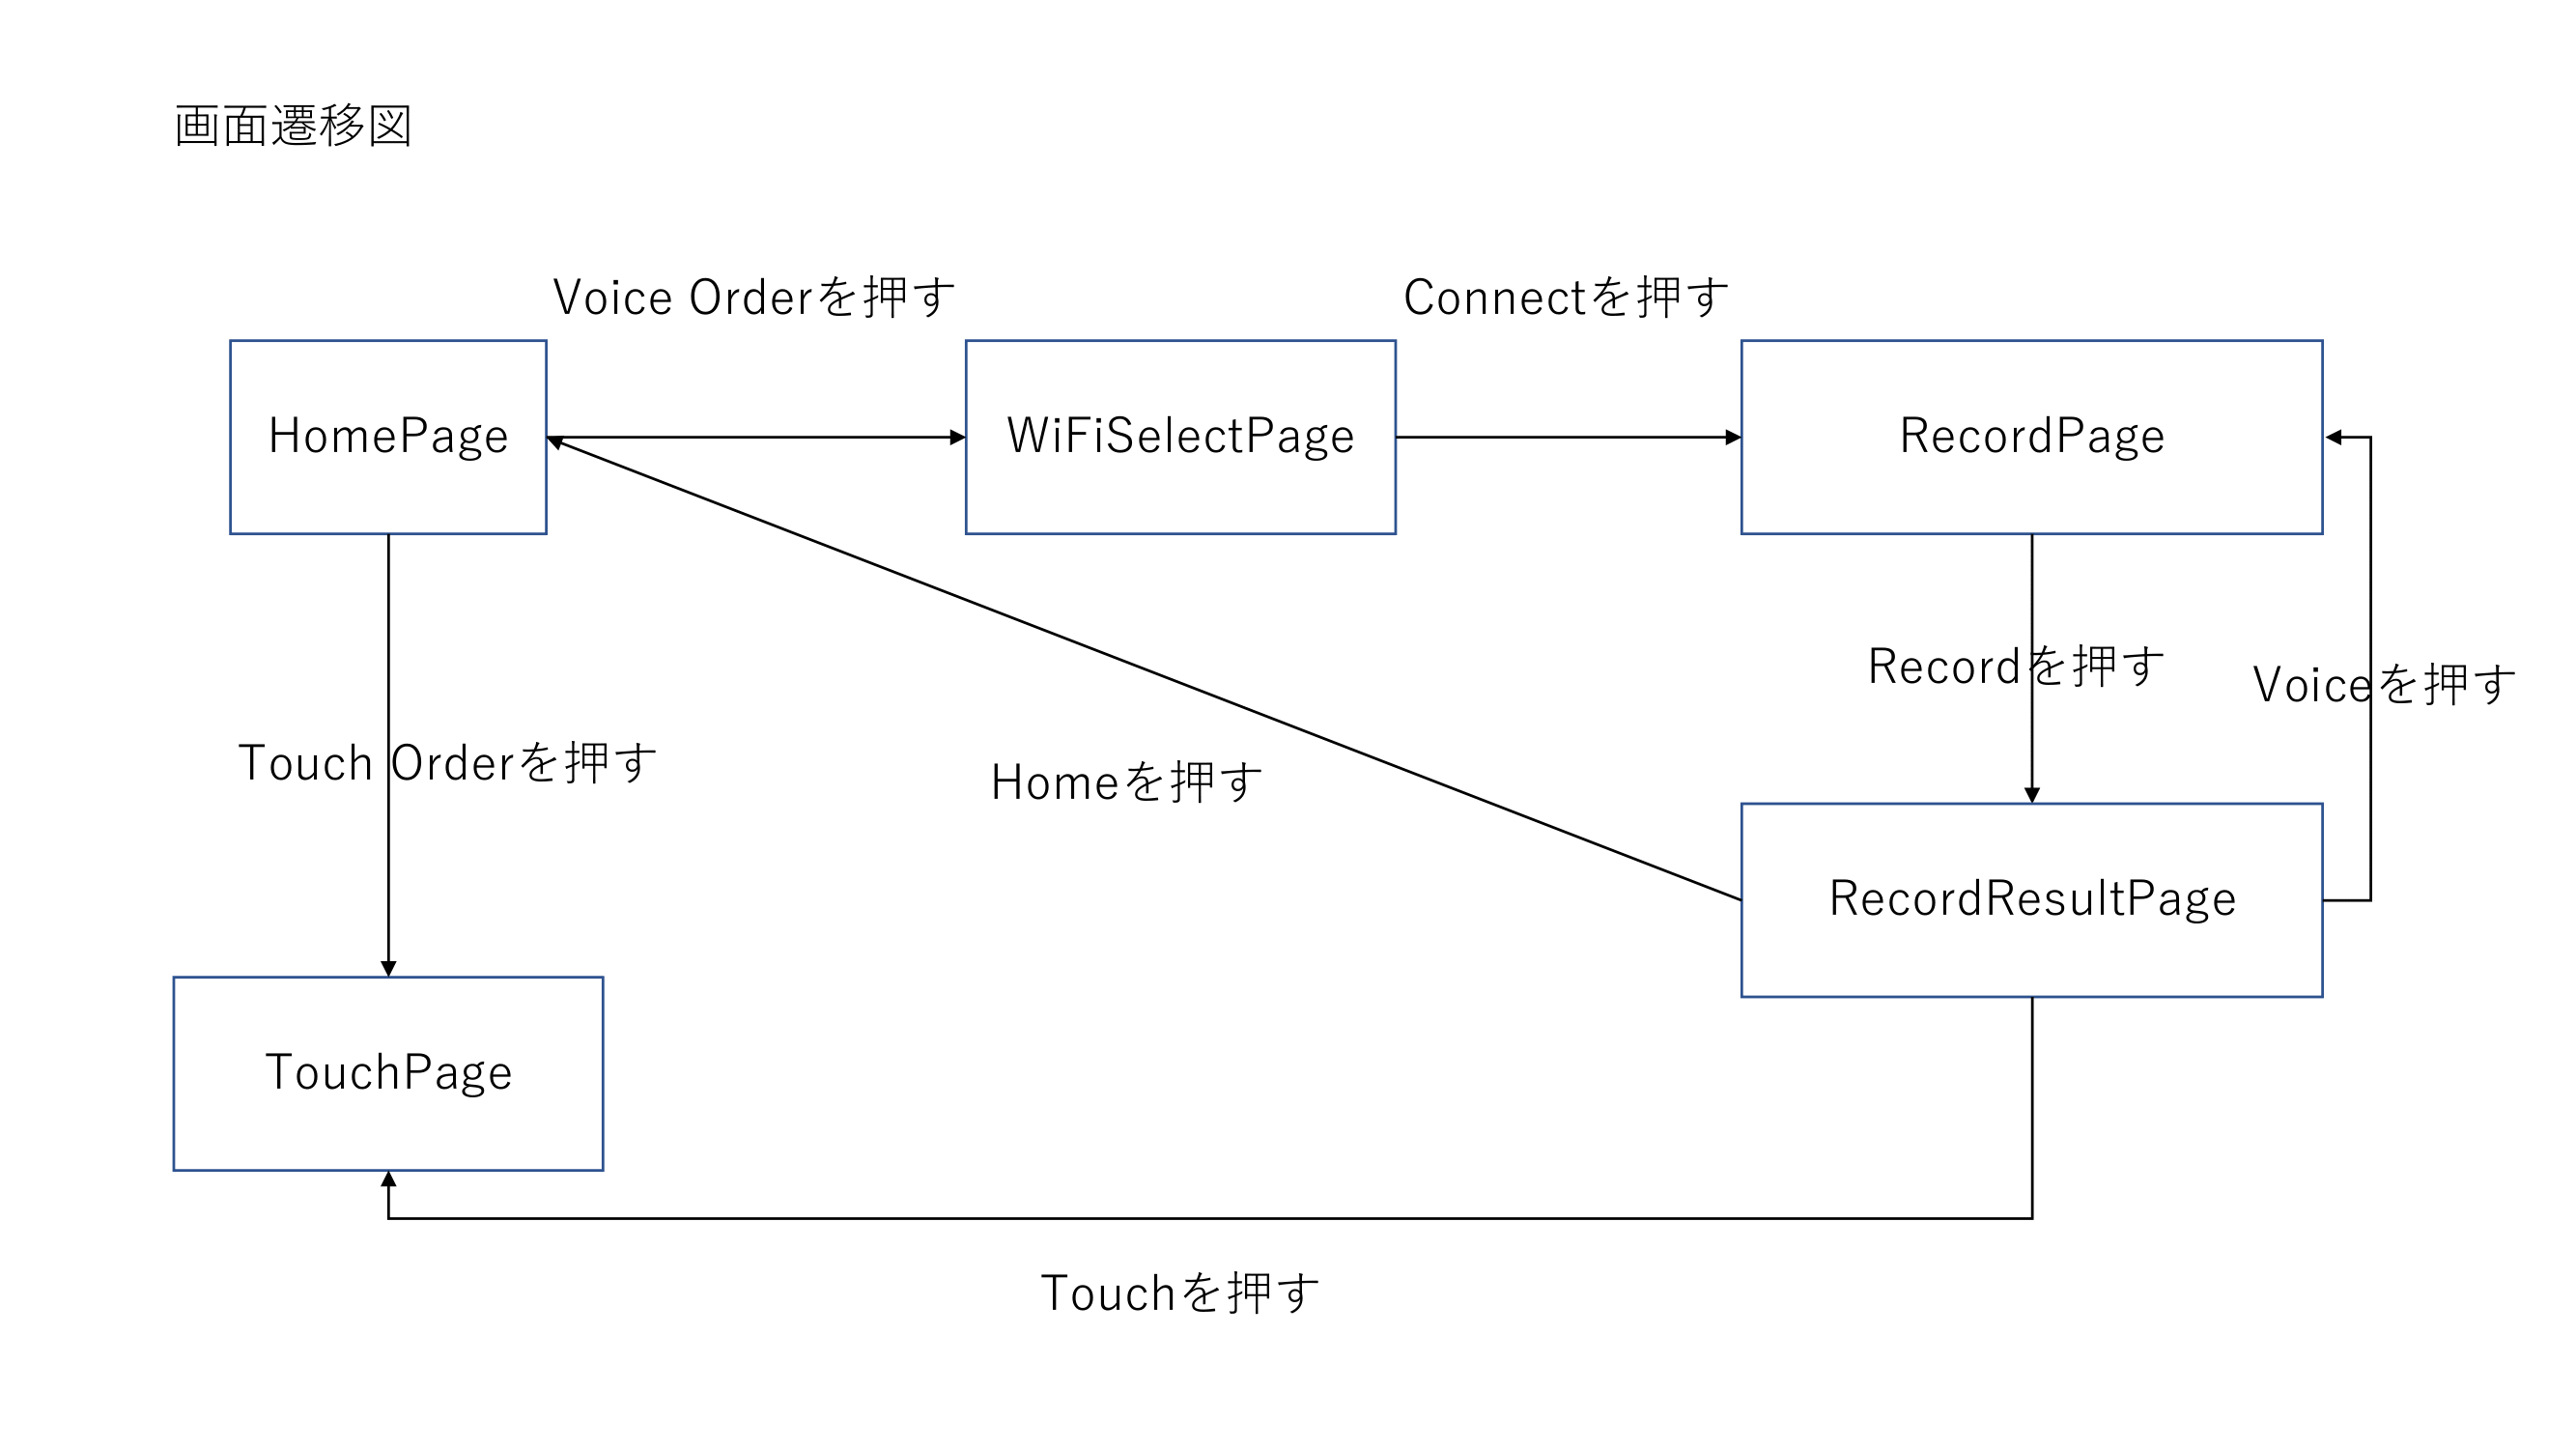 画面遷移図
Voice Orderを押す
Connectを押す
HomePage
WiFiSelectPage
RecordPage
Recordを押す
Voiceを押す
Touch Orderを押す
Homeを押す
RecordResultPage
TouchPage
Touchを押す